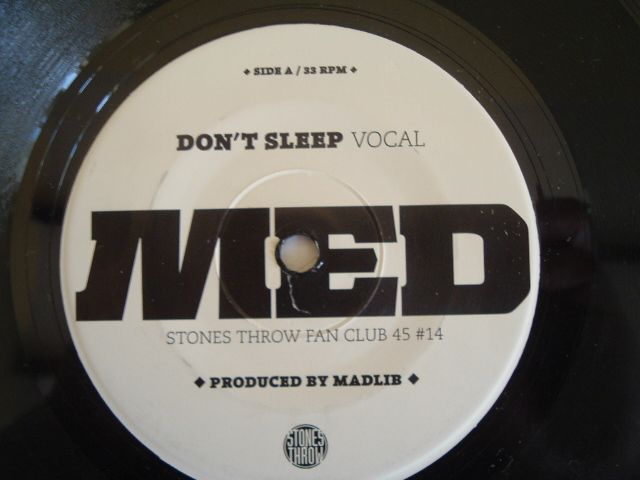 ◆ SIDE A / 33 RPM ◆
DON'T SLEEP VOCAL
MED
STONES THROW FAN CLUB 45 #14
◆ PRODUCED BY MADLIB ◆
STONES
THROW